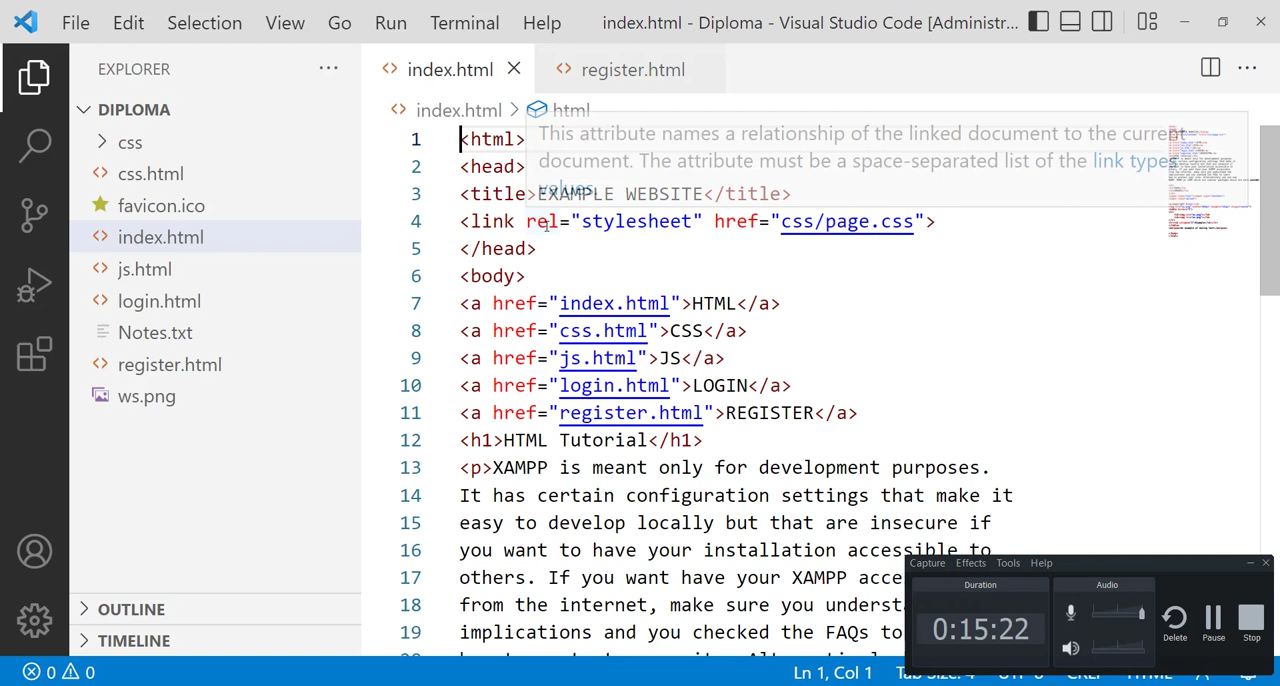 File Edit Selection View Go Run Terminal Help index.html - Diploma - Visual Studio Code [Administr...
EXPLORER
DIPLOMA
css
css.html
favicon.ico
index.html
js.html
login.html
Notes.txt
register.html
ws.png
OUTLINE
TIMELINE
index.html register.html
index.html > html
This attribute names a relationship of the linked document to the current
document. The attribute must be a space-separated list of the link types
values.
1 <html>
2 <head>
3 <title>EXAMPLE WEBSITE</title>
4 <link rel="stylesheet" href="css/page.css">
5 </head>
6 <body>
7 <a href="index.html">HTML</a>
8 <a href="css.html">CSS</a>
9 <a href="js.html">JS</a>
10 <a href="login.html">LOGIN</a>
11 <a href="register.html">REGISTER</a>
12 <h1>HTML Tutorial</h1>
13 <p>XAMPP is meant only for development purposes.
14 It has certain configuration settings that make it
15 easy to develop locally but that are insecure if
16 you want to have your installation accessible to
17 others. If you want have your XAMPP acce
18 from the internet, make sure you underst
19 implications and you checked the FAQs to
Capture Effects Tools Help
Duration Audio
0:15:22
Delete Pause Stop
0 0
Ln 1, Col 1